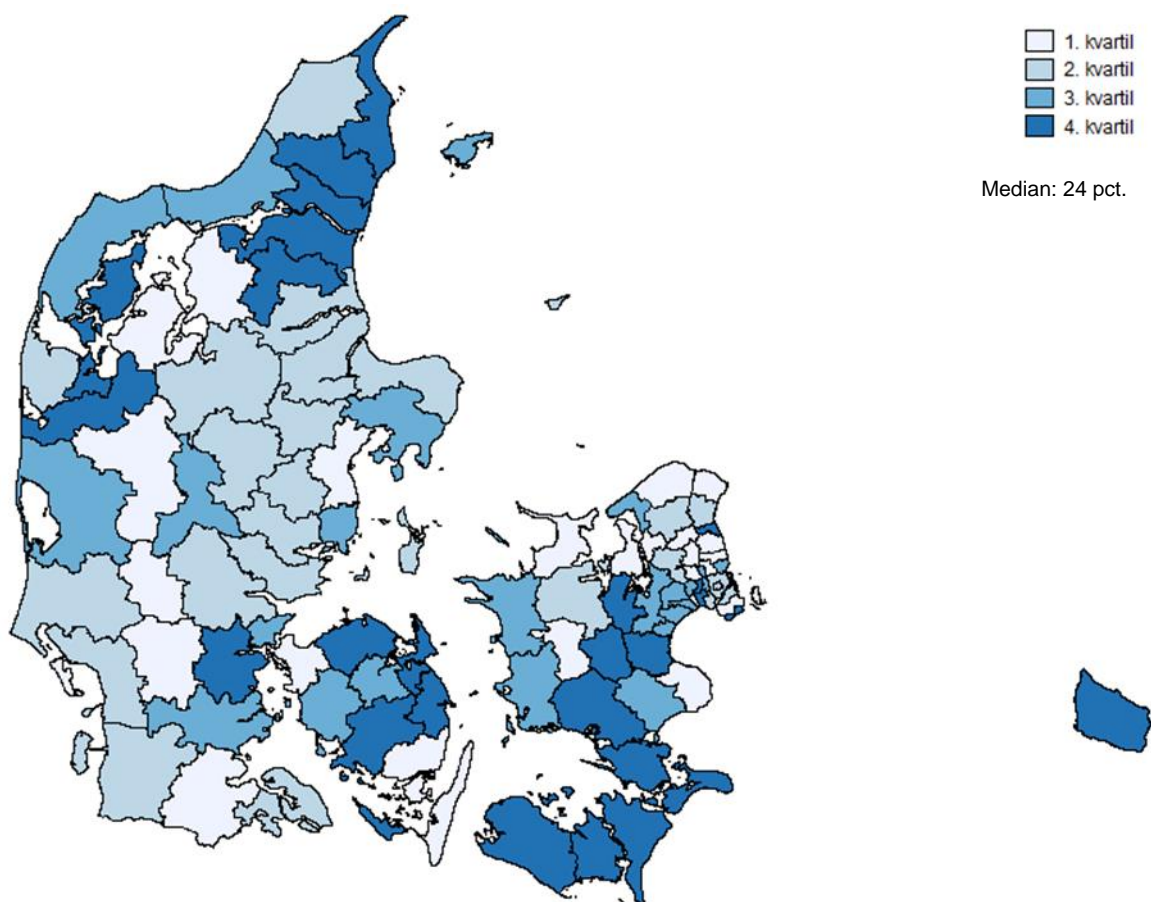 1. kvartil
2. kvartil
3. kvartil
4. kvartil
Median: 24 pct.